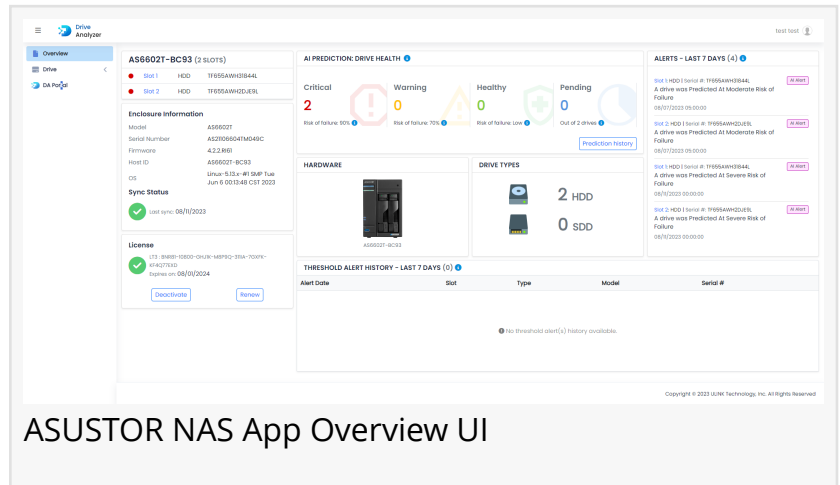 Drive
Analyzer
test test
Overview
Drive
DA Portal
AS6602T-BC93 (2 SLOTS)
Slot 1 HDD TF655AWH31844L
Slot 2 HDD TF655AWH2DJE9L
Enclosure Information
Model AS6602T
Serial Number AS21106604TM049C
Firmware 4.2.2.RI61
Host ID AS6602T-BC93
OS Linux-5.13.x-#1 SMP Tue
Jun 6 00:13:48 CST 2023
Sync Status
Last sync: 08/11/2023
License
Expires on: 08/01/2024
Deactivate Renew
AI PREDICTION: DRIVE HEALTH
Critical Warning Healthy Pending
2 0 0 0
Risk of failure: 90% Risk of failure: 70% Risk of failure: Low Out of 2 drives
Prediction history
HARDWARE
AS6602T-BC93
DRIVE TYPES
2 HDD
0 SDD
THRESHOLD ALERT HISTORY - LAST 7 DAYS (0)
Alert Date Slot Type Model Serial #
No threshold alert(s) history available.
ALERTS - LAST 7 DAYS (4)
Slot 1: HDD | Serial #: TF655AWH31844L AI Alert
A drive was Predicted At Moderate Risk of
Failure
08/07/2023 05:00:00
Slot 2: HDD | Serial #: TF655AWH2DJE9L AI Alert
A drive was Predicted At Moderate Risk of
Failure
08/07/2023 05:00:00
Slot 1: HDD | Serial #: TF655AWH31844L AI Alert
A drive was Predicted At Severe Risk of
Failure
08/11/2023 00:00:00
Slot 2: HDD | Serial #: TF655AWH2DJE9L AI Alert
A drive was Predicted At Severe Risk of
Failure
08/11/2023 00:00:00
Copyright © 2023 ULINK Technology, Inc. All Rights Reserved
ASUSTOR NAS App Overview UI